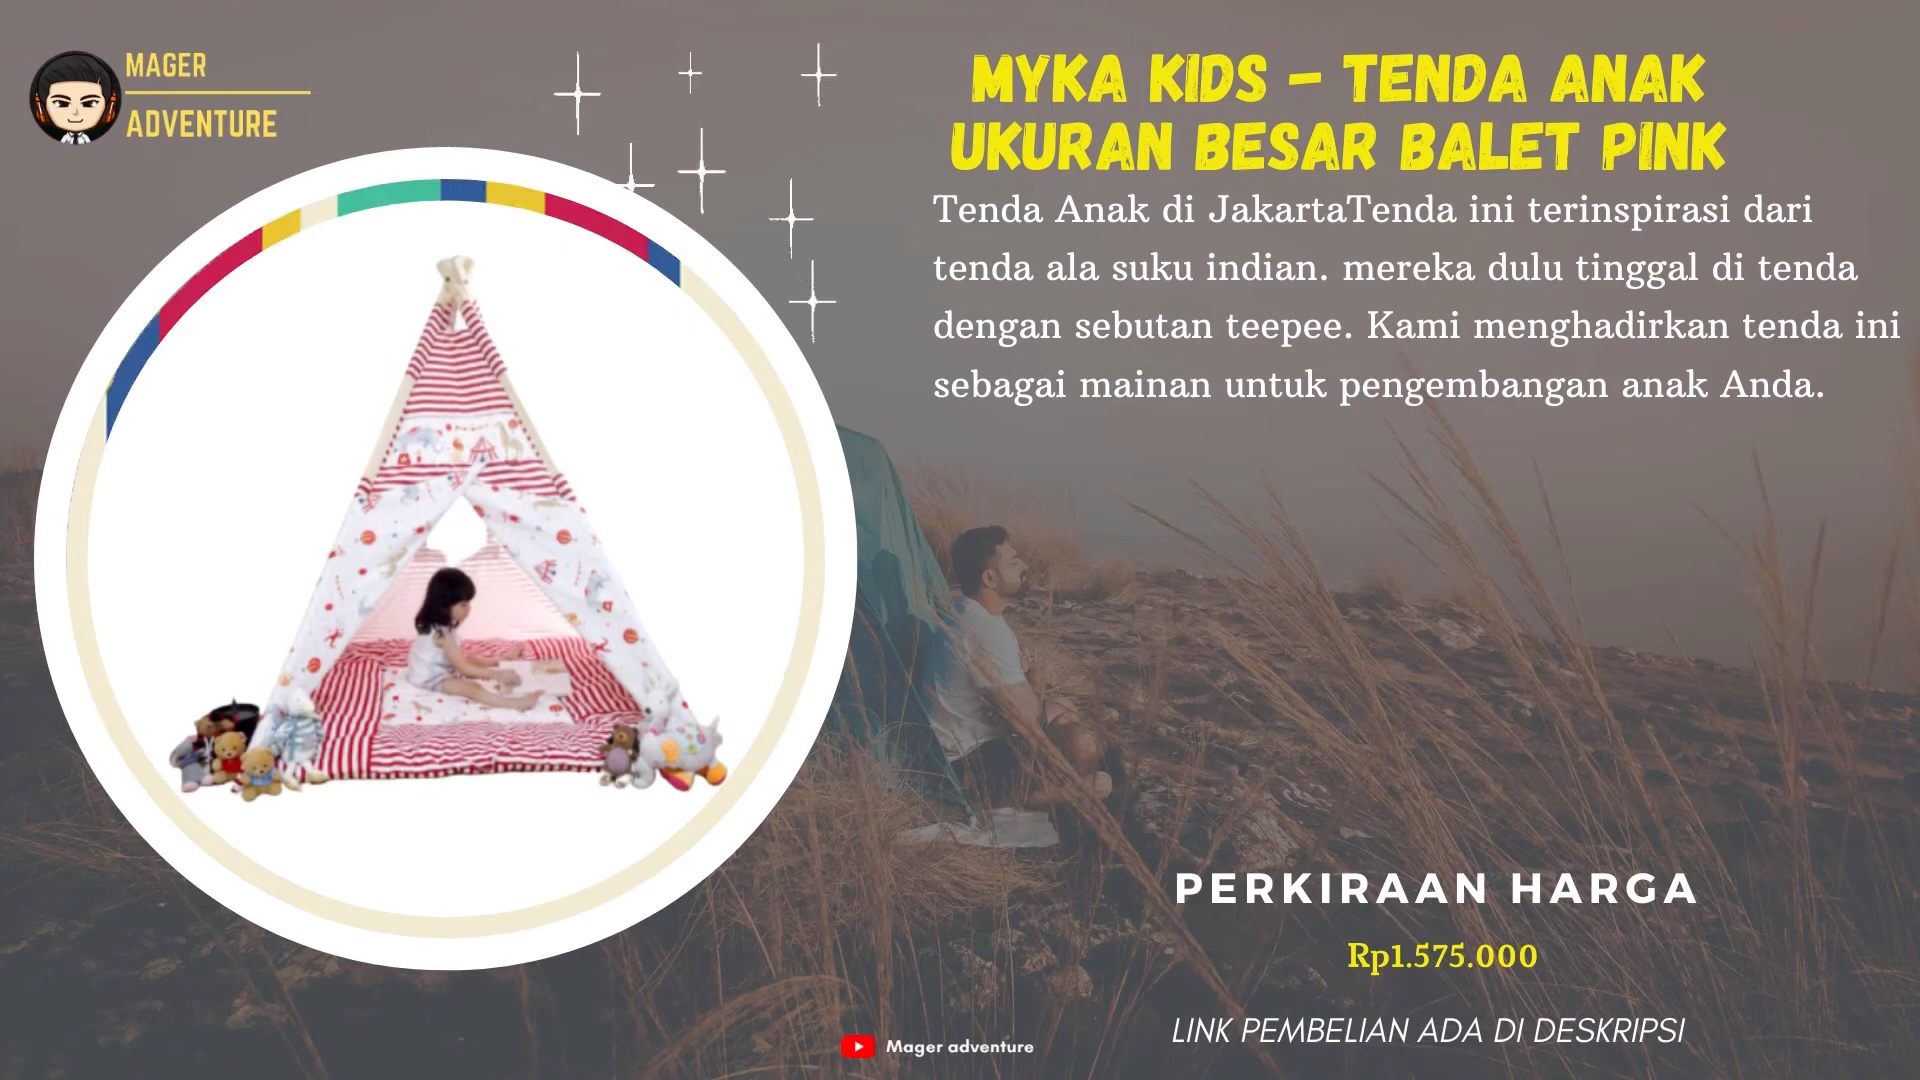 MAGER
ADVENTURE
MYKA KIDS - TENDA ANAK
UKURAN BESAR BALET PINK
Tenda Anak di JakartaTenda ini terinspirasi dari
tenda ala suku indian. mereka dulu tinggal di tenda
dengan sebutan teepee. Kami menghadirkan tenda ini
sebagai mainan untuk pengembangan anak Anda.
PERKIRAAN HARGA
Rp1.575.000
LINK PEMBELIAN ADA DI DESKRIPSI
Mager adventure